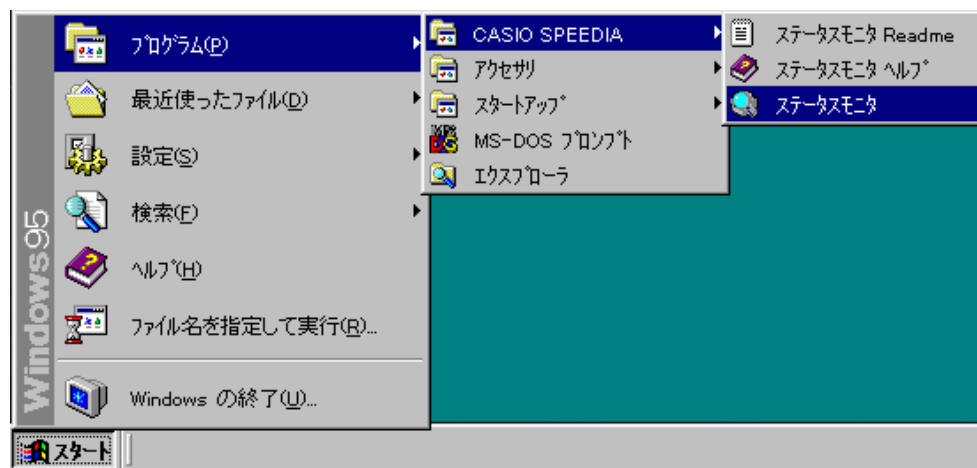 プログラム(P)
最近使ったファイル(D)
設定(S)
検索(F)
ヘルプ(H)
ファイル名を指定して実行(R)...
Windows の終了(U)...
Windows95
スタート
CASIO SPEEDIA
アクセサリ
スタートアップ
MS-DOS プロンプト
エクスプローラ
ステータスモニタ Readme
ステータスモニタ ヘルプ
ステータスモニタ